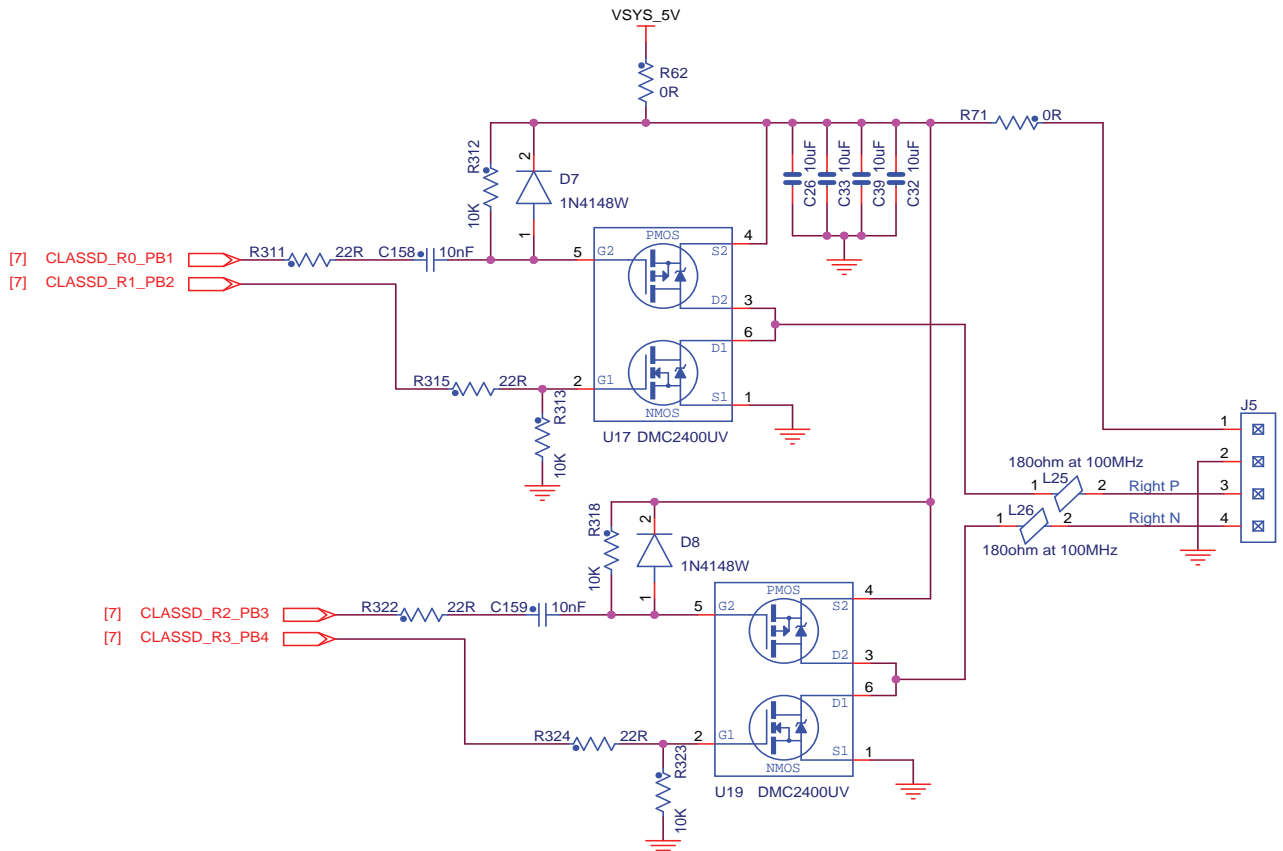 VSYS_5V
R62
0R
R71 0R
R312
10K
2
D7
1N4148W
1
C26 10uF
C33 10uF
C39 10uF
C32 10uF
[7] CLASSD_R0_PB1
R311 22R C158 10nF
[7] CLASSD_R1_PB2
5 G2 PMOS S2 4
D2 3
D1 6
R315 22R 2 G1 NMOS S1 1
R313
10K
U17 DMC2400UV
J5
1
2
180ohm at 100MHz
1 L25 2 Right P 3
1 L26 2 Right N 4
180ohm at 100MHz
R318
10K
2
D8
1N4148W
1
[7] CLASSD_R2_PB3
R322 22R C159 10nF
[7] CLASSD_R3_PB4
5 G2 PMOS S2 4
D2 3
D1 6
R324 22R 2 G1 NMOS S1 1
R323
10K
U19 DMC2400UV